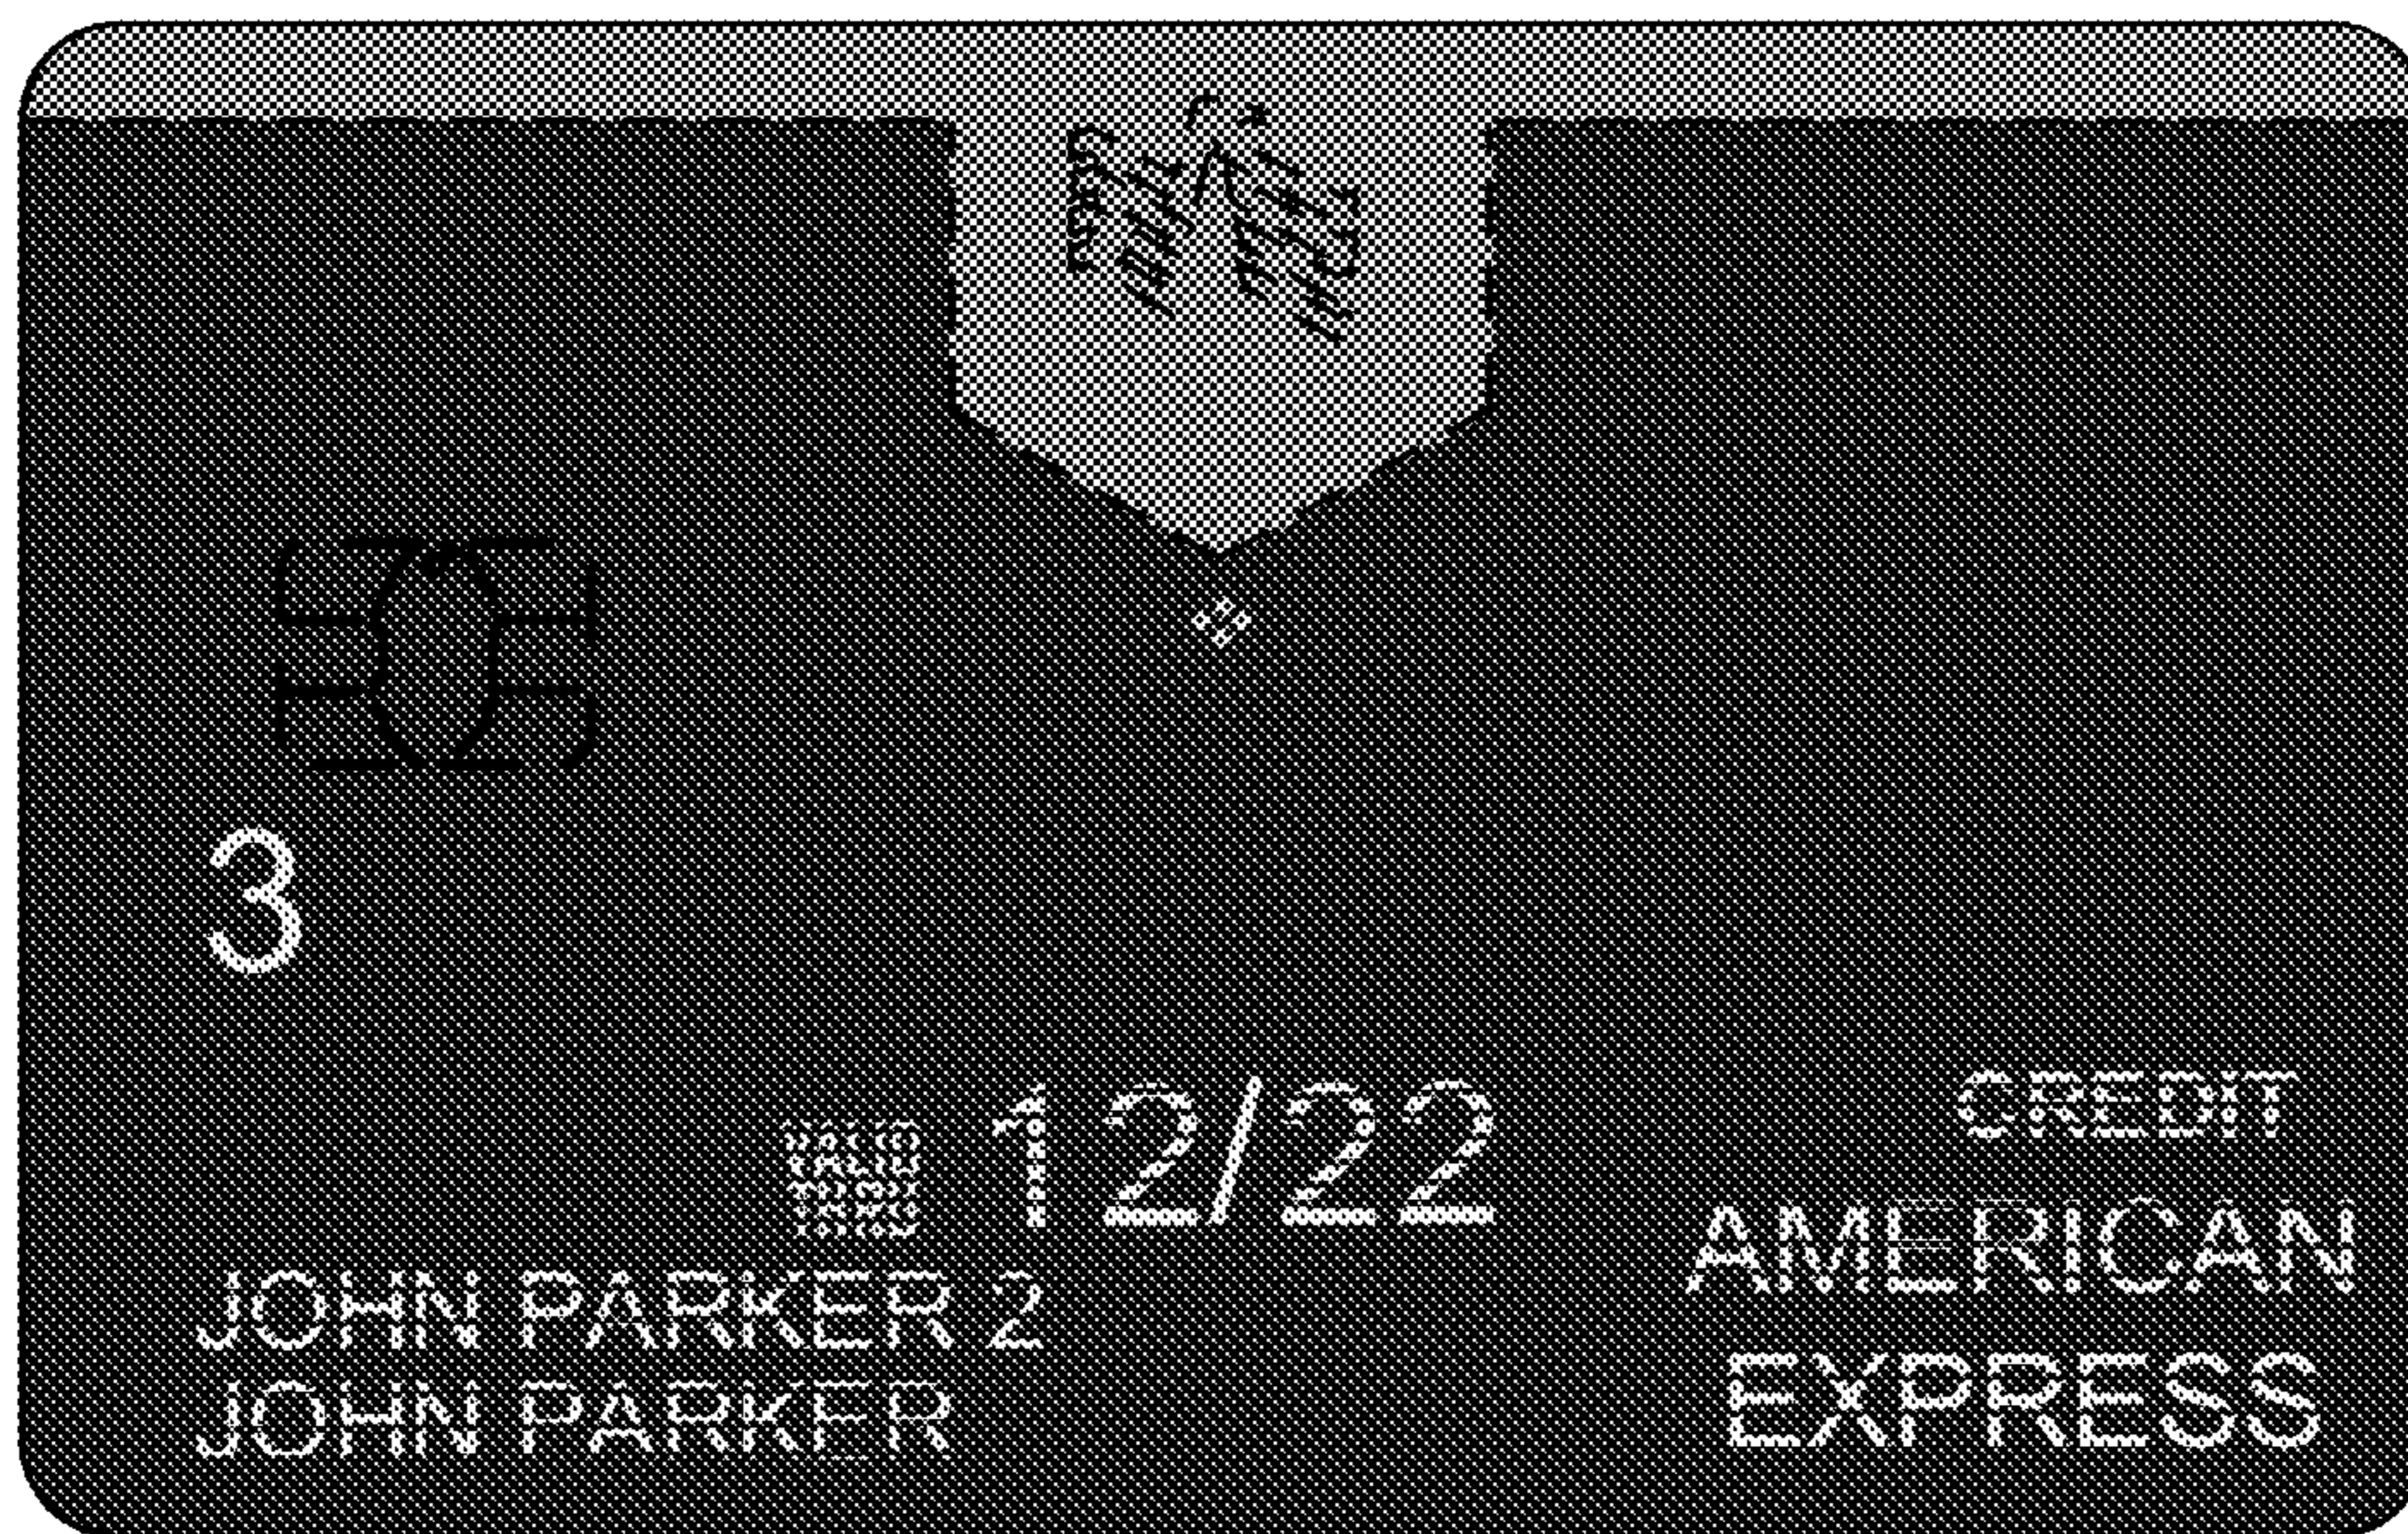 3
VALID
THRU
12/22
CREDIT
JOHN PARKER 2
JOHN PARKER
AMERICAN
EXPRESS